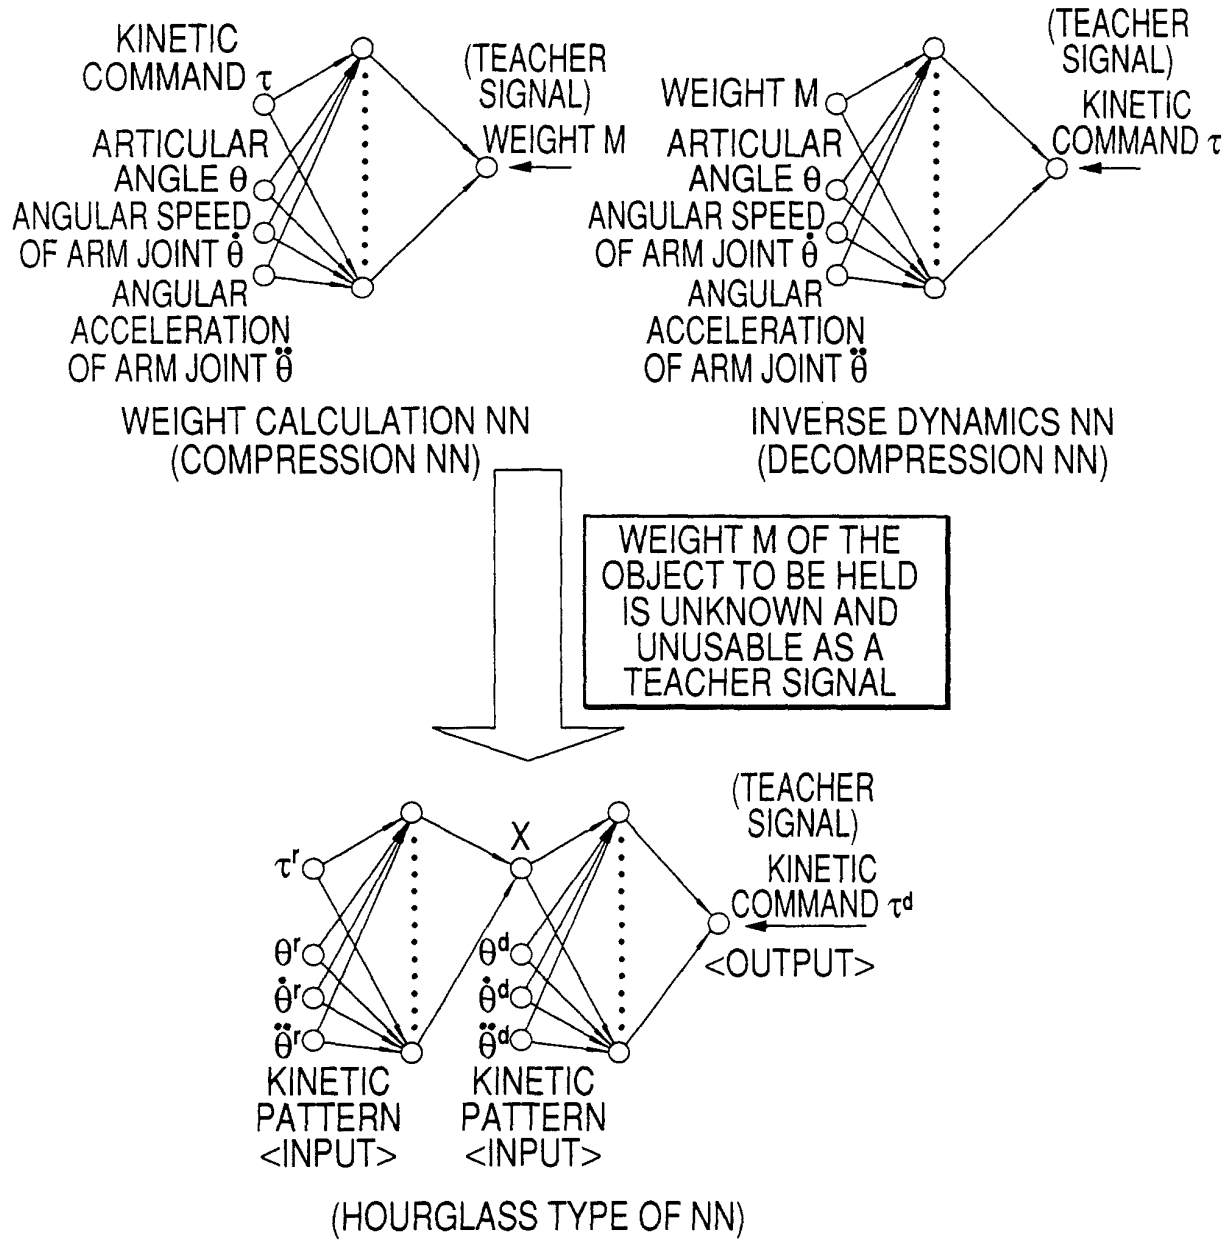 KINETIC
COMMAND τ
(TEACHER
SIGNAL)
WEIGHT M
ARTICULAR
ANGLE θ
ANGULAR SPEED
OF ARM JOINT θ̇
ANGULAR
ACCELERATION
OF ARM JOINT θ̈
WEIGHT CALCULATION NN
(COMPRESSION NN)
(TEACHER
SIGNAL)
WEIGHT M
KINETIC
COMMAND τ
ARTICULAR
ANGLE θ
ANGULAR SPEED
OF ARM JOINT θ̇
ANGULAR
ACCELERATION
OF ARM JOINT θ̈
INVERSE DYNAMICS NN
(DECOMPRESSION NN)
WEIGHT M OF THE
OBJECT TO BE HELD
IS UNKNOWN AND
UNUSABLE AS A
TEACHER SIGNAL
(TEACHER
SIGNAL)
KINETIC
COMMAND τᵈ
<OUTPUT>
X
τʳ
θʳ
θ̇ʳ
θ̈ʳ
KINETIC
PATTERN
<INPUT>
θᵈ
θ̇ᵈ
θ̈ᵈ
KINETIC
PATTERN
<INPUT>
(HOURGLASS TYPE OF NN)